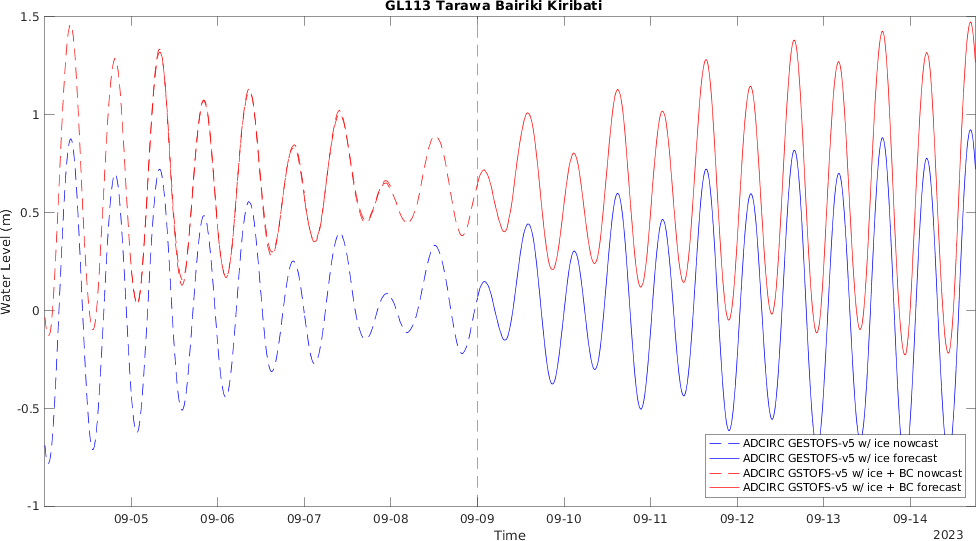 GL113 Tarawa Bairiki Kiribati
Water Level (m)
1.5
1
0.5
0
-0.5
-1
ADCIRC GESTOFS-v5 w/ ice nowcast
ADCIRC GESTOFS-v5 w/ ice forecast
ADCIRC GSTOFS-v5 w/ ice + BC nowcast
ADCIRC GSTOFS-v5 w/ ice + BC forecast
09-05 09-06 09-07 09-08 09-09 09-10 09-11 09-12 09-13 09-14
Time
2023